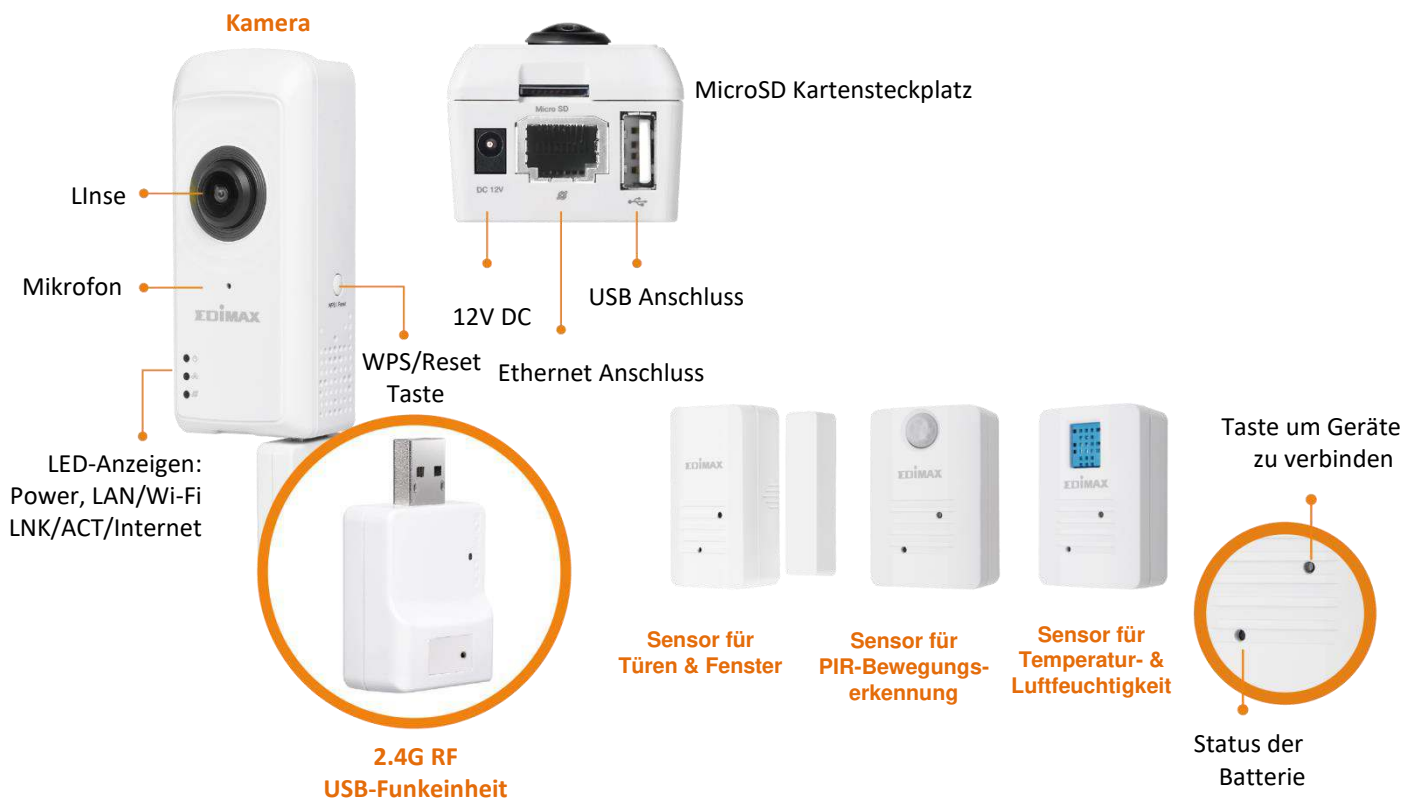 Kamera
MicroSD Kartensteckplatz
Micro SD
DC 12V
LInse
Mikrofon
EDIMAX
WPS/Reset
Taste
12V DC
USB Anschluss
Ethernet Anschluss
LED-Anzeigen:
Power, LAN/Wi-Fi
LNK/ACT/Internet
2.4G RF
USB-Funkeinheit
EDIMAX
EDIMAX
EDIMAX
Sensor für
Türen & Fenster
Sensor für
PIR-Bewegungs-
erkennung
Sensor für
Temperatur- &
Luftfeuchtigkeit
Taste um Geräte
zu verbinden
Status der
Batterie